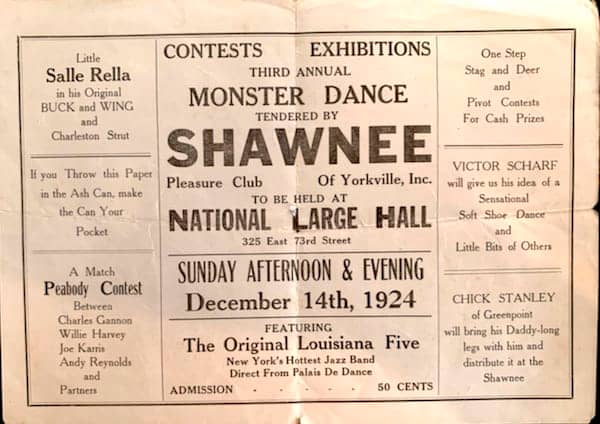 Little
Salle Rella
in his Original
BUCK and WING
and
Charleston Strut
If you Throw this Paper
in the Ash Can, make
the Can Your
Pocket
A Match
Peabody Contest
Between
Charles Gannon
Willie Harvey
Joe Karris
Andy Reynolds
and
Partners
CONTESTS EXHIBITIONS
THIRD ANNUAL
MONSTER DANCE
TENDERED BY
SHAWNEE
Pleasure Club Of Yorkville, Inc.
TO BE HELD AT
NATIONAL LARGE HALL
325 East 73rd Street
SUNDAY AFTERNOON & EVENING
December 14th, 1924
FEATURING
The Original Louisiana Five
New York's Hottest Jazz Band
Direct From Palais De Dance
ADMISSION - - - - - 50 CENTS
One Step
Stag and Deer
and
Pivot Contests
For Cash Prizes
VICTOR SCHARF
will give us his idea of a
Sensational
Soft Shoe Dance
and
Little Bits of Others
CHICK STANLEY
of Greenpoint
will bring his Daddy-long
legs with him and
distribute it at the
Shawnee